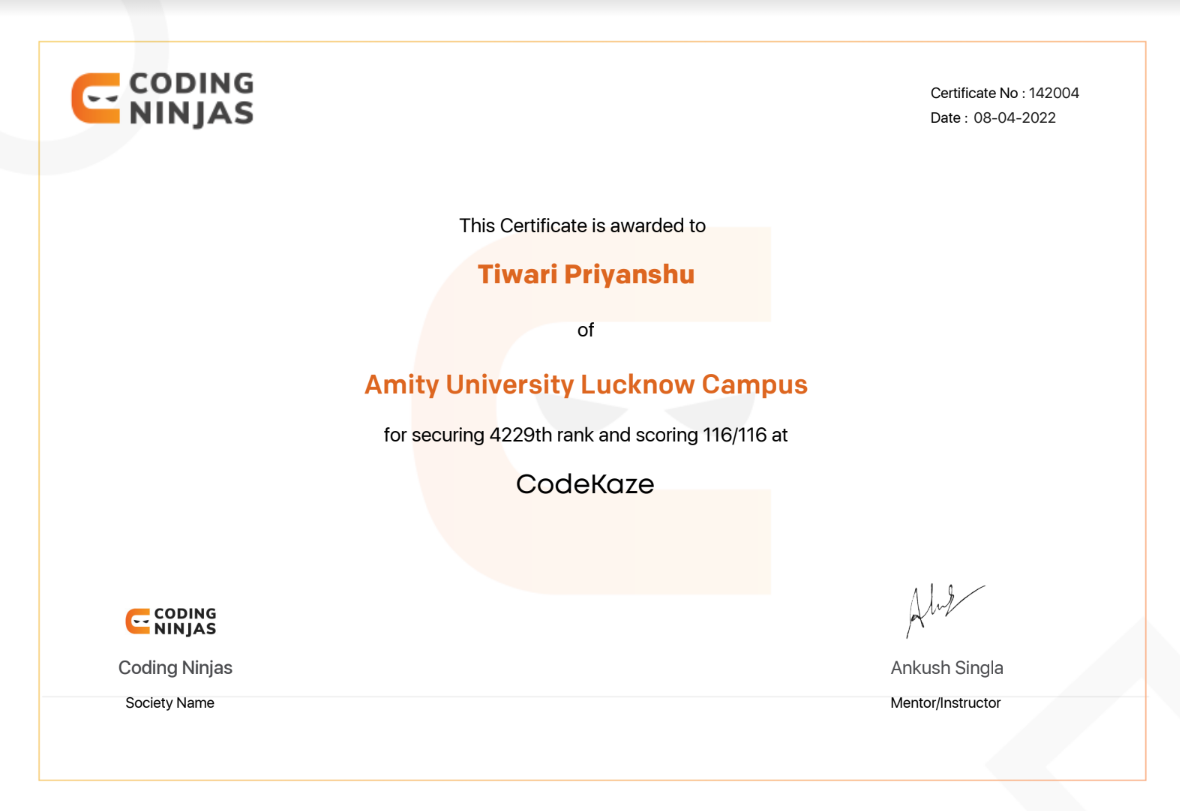 CODING
NINJAS
Certificate No : 142004
Date : 08-04-2022
This Certificate is awarded to
Tiwari Priyanshu
of
Amity University Lucknow Campus
for securing 4229th rank and scoring 116/116 at
CodeKaze
CODING
NINJAS
Coding Ninjas
Society Name
Ankush Singla
Mentor/Instructor